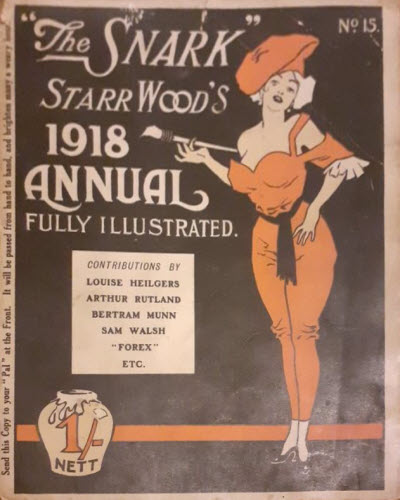 "The SNARK"
No 15.
STARR WOOD'S
1918
ANNUAL
FULLY ILLUSTRATED.
CONTRIBUTIONS BY
LOUISE HEILGERS
ARTHUR RUTLAND
BERTRAM MUNN
SAM WALSH
"FOREX"
ETC.
1/-
NETT
Send this Copy to your "Pal" at the Front. It will be passed from hand to hand, and brighten many a weary hour.